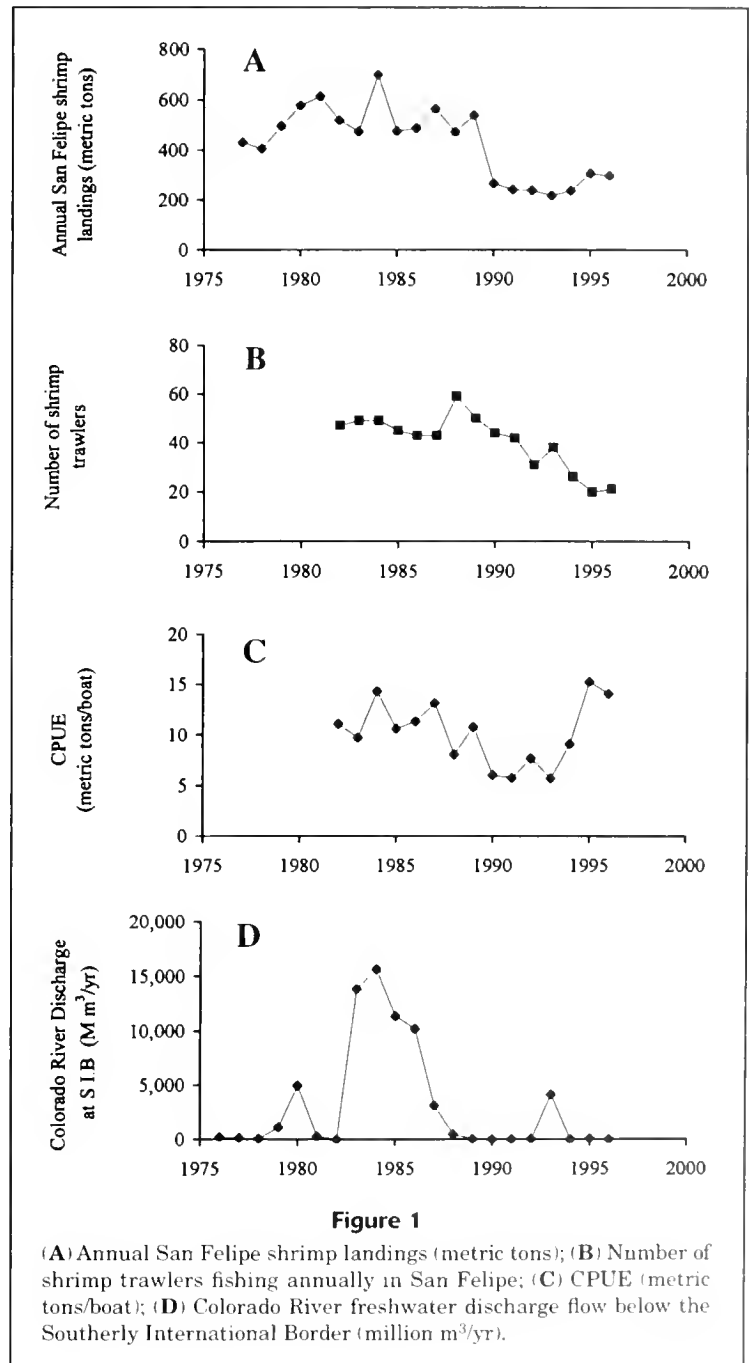 A
Annual San Felipe shrimp
landings (metric tons)
800
600
400
200
0
1975 1980 1985 1990 1995 2000
B
Number of shrimp
trawlers
80
60
40
20
0
1975 1980 1985 1990 1995 2000
C
CPUE
(metric tons/boat)
20
15
10
5
0
1975 1980 1985 1990 1995 2000
D
Colorado River Discharge
at S I.B (M m³/yr)
20,000
15,000
10,000
5,000
0
1975 1980 1985 1990 1995 2000
Figure 1
(A) Annual San Felipe shrimp landings (metric tons); (B) Number of
shrimp trawlers fishing annually in San Felipe; (C) CPUE (metric
tons/boat); (D) Colorado River freshwater discharge flow below the
Southerly International Border (million m³/yr).